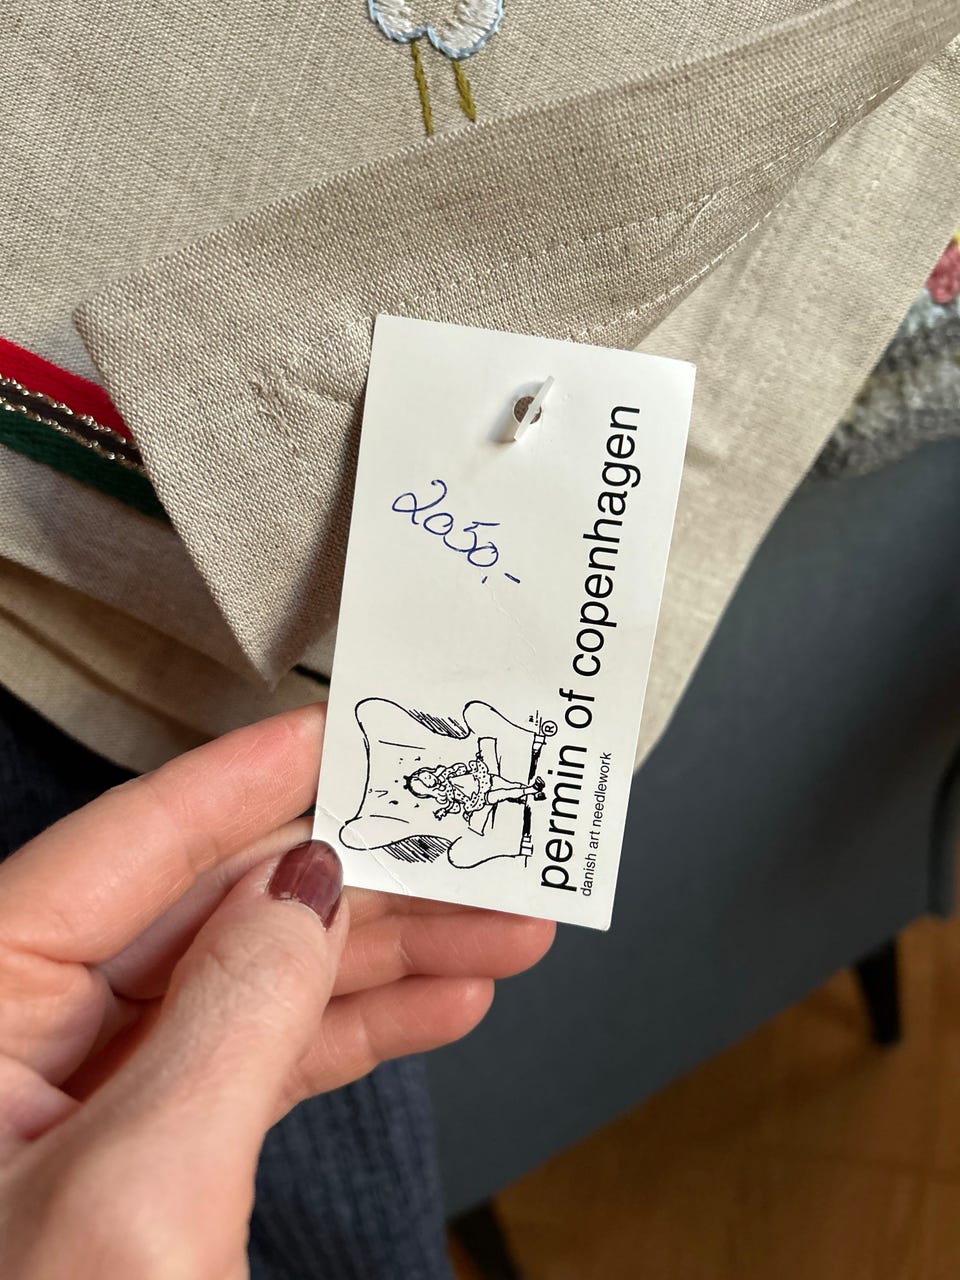 2050,-
permin of copenhagen
®
danish art needlework